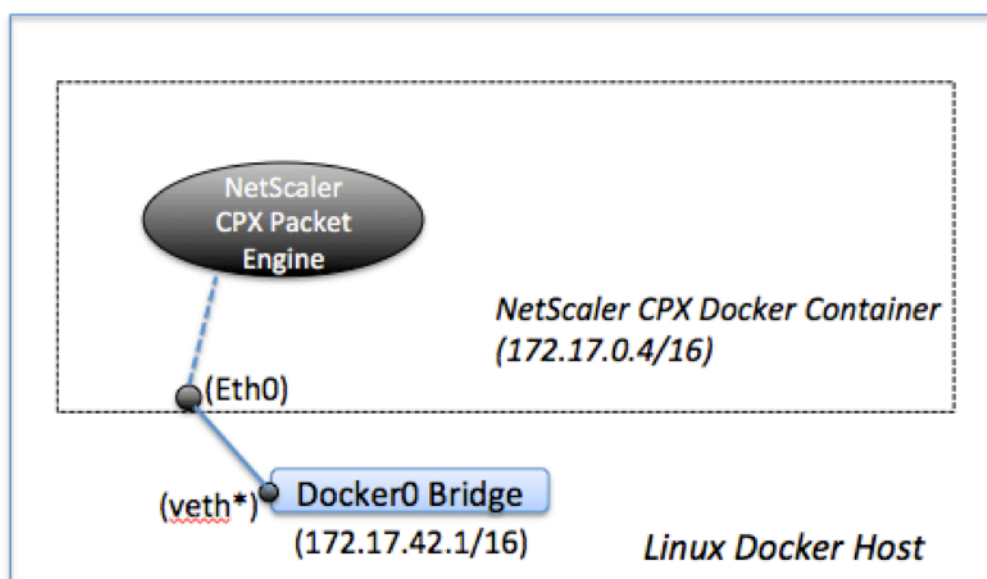 NetScaler
CPX Packet
Engine
NetScaler CPX Docker Container
(172.17.0.4/16)
(Eth0)
(veth*)
Docker0 Bridge
(172.17.42.1/16)
Linux Docker Host